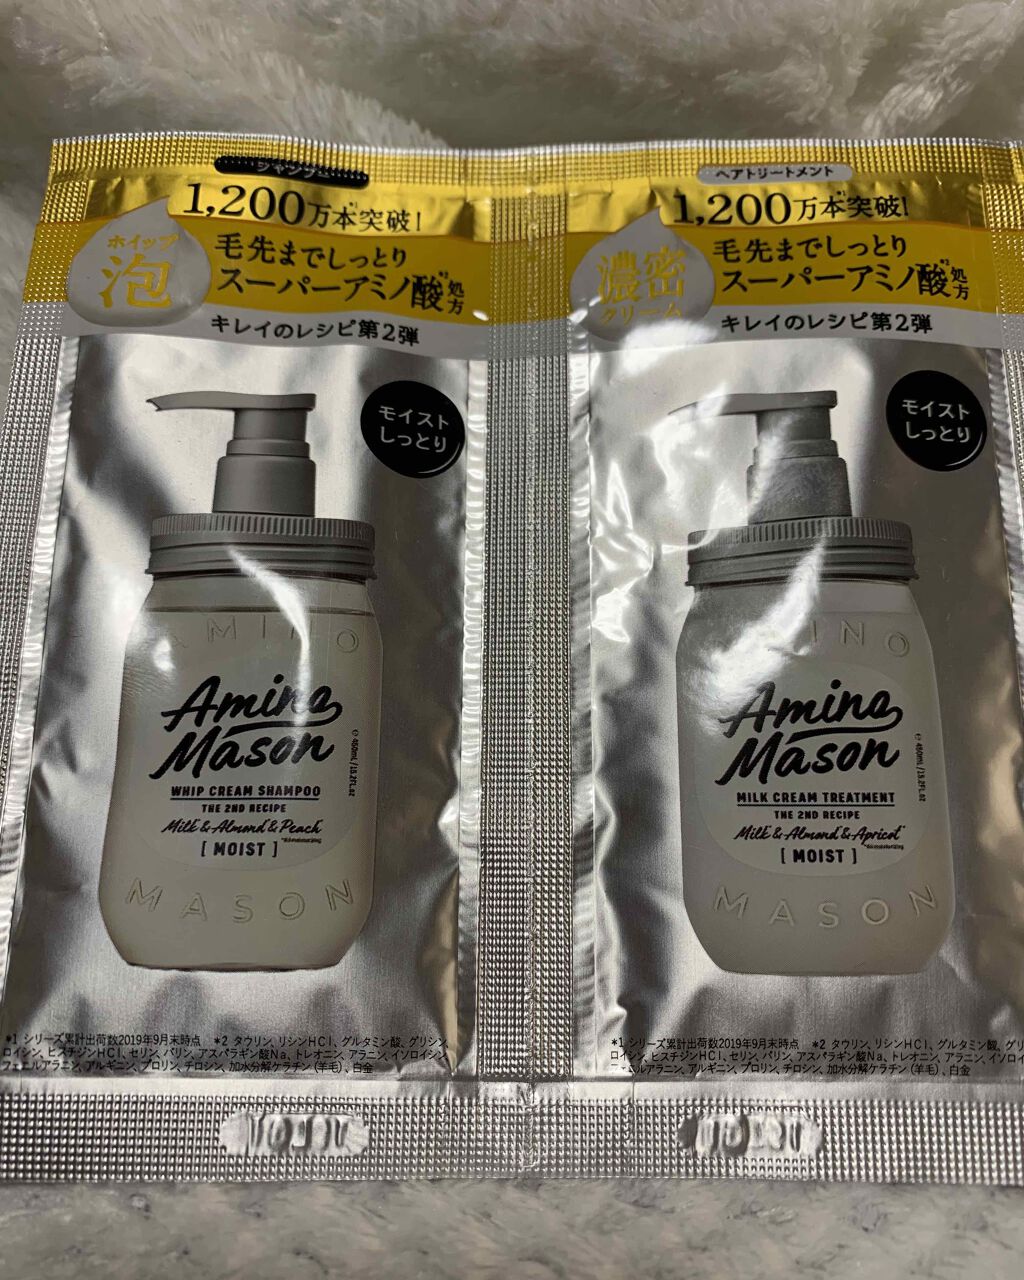 シャンプー
1,200万本*¹突破!
ホイップ
泡
毛先までしっとり
スーパーアミノ酸*²処方
キレイのレシピ第2弾
モイスト
しっとり
AMINO
Amino
Mason
WHIP CREAM SHAMPOO
THE 2ND RECIPE
Milk & Almond & Peach
[ MOIST ]
℮ 450mL/15.2FL.oz
MASON
*1 シリーズ累計出荷数2019年9月末時点 *2 タウリン、リシンHCl、グルタミン酸、グリシン、
ロイシン、ヒスチジンHCl、セリン、バリン、アスパラギン酸Na、トレオニン、アラニン、イソロイシン、
フェニルアラニン、アルギニン、プロリン、チロシン、加水分解ケラチン(羊毛)、白金
ヘアトリートメント
1,200万本*¹突破!
濃密
クリーム
毛先までしっとり
スーパーアミノ酸*²処方
キレイのレシピ第2弾
モイスト
しっとり
INO
Amino
Mason
MILK CREAM TREATMENT
THE 2ND RECIPE
Milk & Almond & Apricot
[ MOIST ]
℮ 450mL/15.2FL.oz
MASON
*1 シリーズ累計出荷数2019年9月末時点 *2 タウリン、リシンHCl、グルタミン酸、グリ
ロイシン、ヒスチジンHCl、セリン、バリン、アスパラギン酸Na、トレオニン、アラニン、イソロイ
フェニルアラニン、アルギニン、プロリン、チロシン、加水分解ケラチン(羊毛)、白金